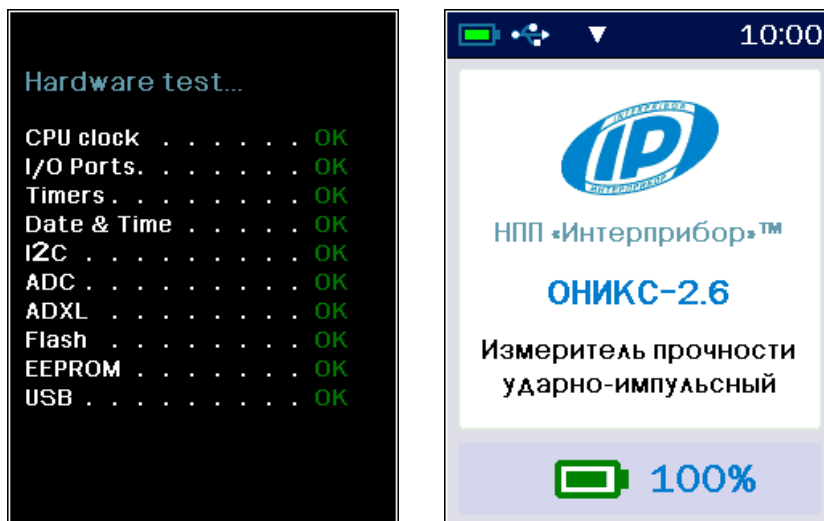 Hardware test...
CPU clock . . . . . . OK
I/O Ports. . . . . . . OK
Timers. . . . . . . . OK
Date & Time . . . . . OK
I2C . . . . . . . . . OK
ADC . . . . . . . . . OK
ADXL . . . . . . . . OK
Flash . . . . . . . . OK
EEPROM . . . . . . . OK
USB . . . . . . . . . OK
10:00
INTERPRIBOR
IP
ИНТЕРПРИБОР
НПП «Интерприбор»™
ОНИКС-2.6
Измеритель прочности
ударно-импульсный
100%